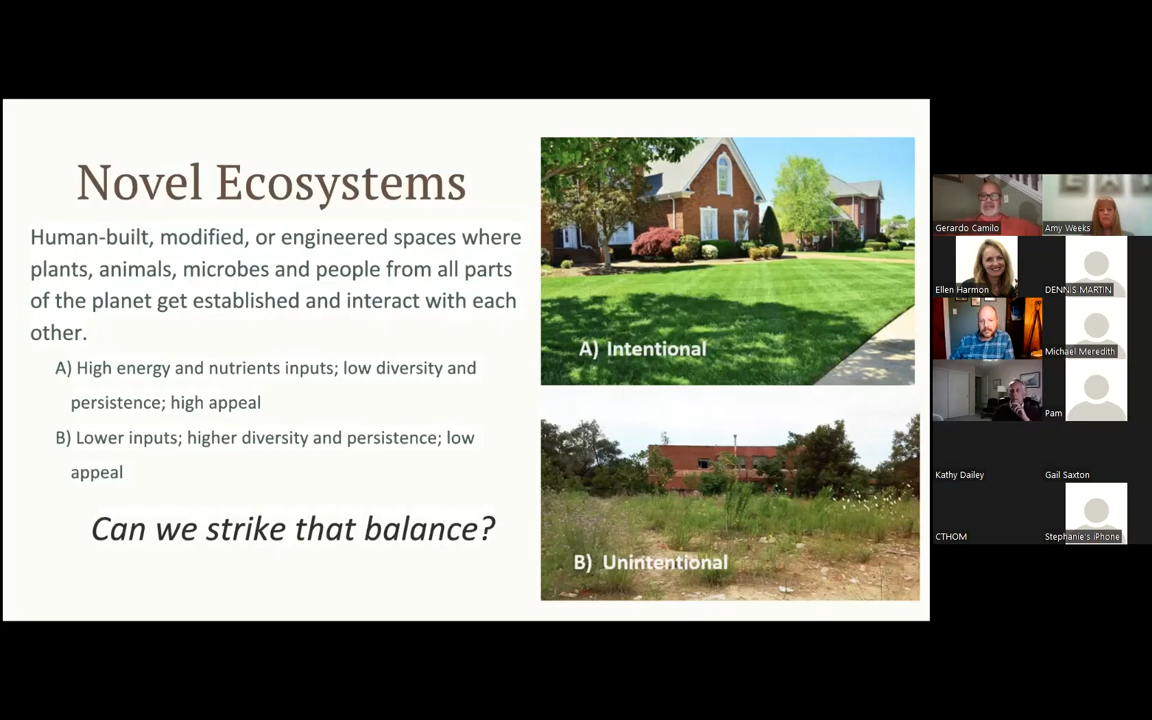 Novel Ecosystems
Human-built, modified, or engineered spaces where
plants, animals, microbes and people from all parts
of the planet get established and interact with each
other.
A) High energy and nutrients inputs; low diversity and
persistence; high appeal
B) Lower inputs; higher diversity and persistence; low
appeal
Can we strike that balance?
A) Intentional
B) Unintentional
Gerardo Camilo
Amy Weeks
Ellen Harmon
DENNIS MARTIN
Michael Meredith
Pam
Kathy Dailey
Gail Saxton
CTHOM
Stephanie's iPhone